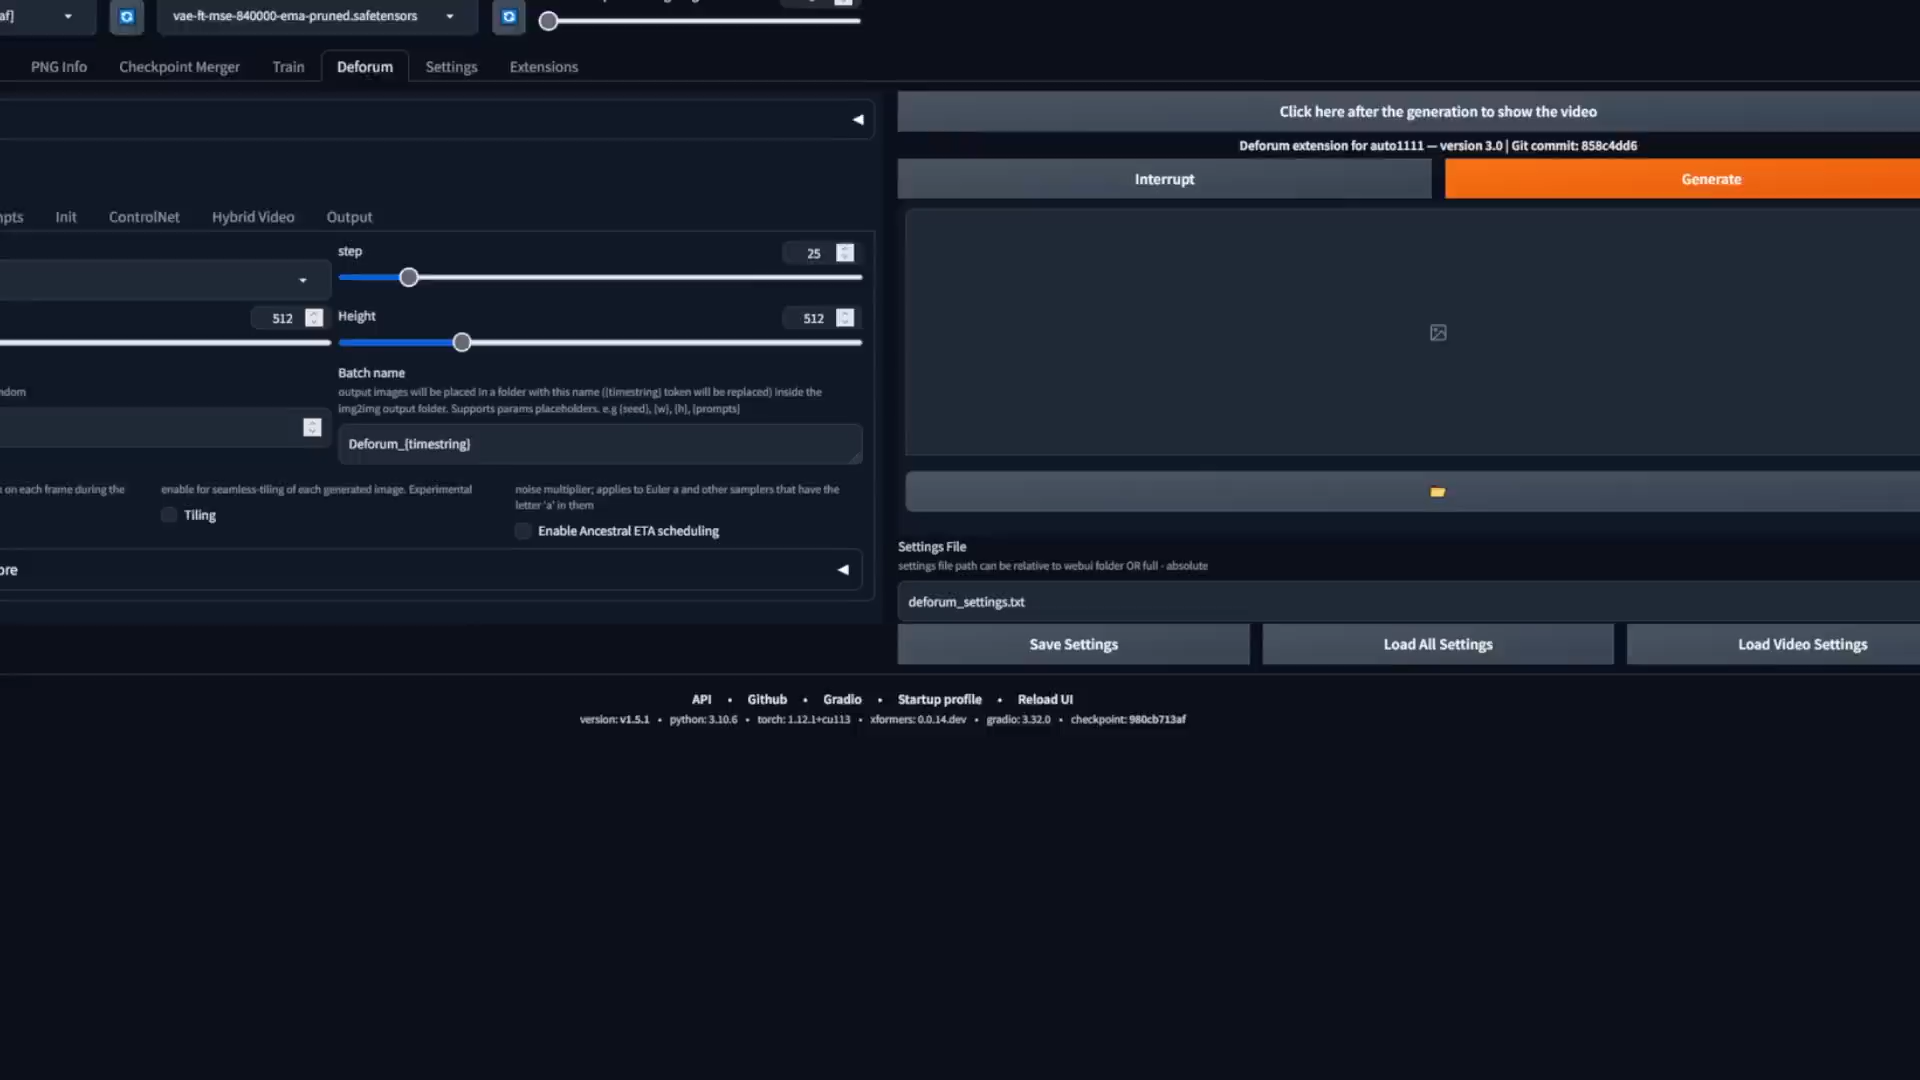 af]
vae-ft-mse-840000-ema-pruned.safetensors
PNG Info
Checkpoint Merger
Train
Deforum
Settings
Extensions
Click here after the generation to show the video
Deforum extension for auto1111 — version 3.0 | Git commit: 858c4dd6
Interrupt
Generate
npts
Init
ControlNet
Hybrid Video
Output
step
25
512
Height
512
Batch name
output images will be placed in a folder with this name ({timestring} token will be replaced) inside the
img2img output folder. Supports params placeholders. e.g {seed}, {w}, {h}, {prompts}
ndom
Deforum_{timestring}
on each frame during the
enable for seamless-tiling of each generated image. Experimental
Tiling
noise multiplier; applies to Euler a and other samplers that have the
letter 'a' in them
Enable Ancestral ETA scheduling
ore
Settings File
settings file path can be relative to webui folder OR full - absolute
deforum_settings.txt
Save Settings
Load All Settings
Load Video Settings
API • Github • Gradio • Startup profile • Reload UI
version: v1.5.1 • python: 3.10.6 • torch: 1.12.1+cu113 • xformers: 0.0.14.dev • gradio: 3.32.0 • checkpoint: 980cb713af